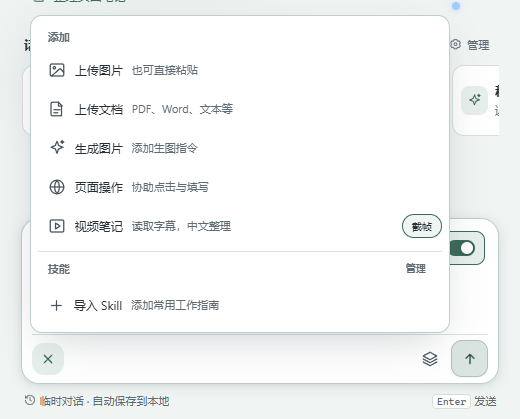 添加
管理
上传图片 也可直接粘贴
上传文档 PDF、Word、文本等
生成图片 添加生图指令
页面操作 协助点击与填写
视频笔记 读取字幕，中文整理 截帧
技能 管理
导入 Skill 添加常用工作指南
临时对话 · 自动保存到本地 Enter 发送